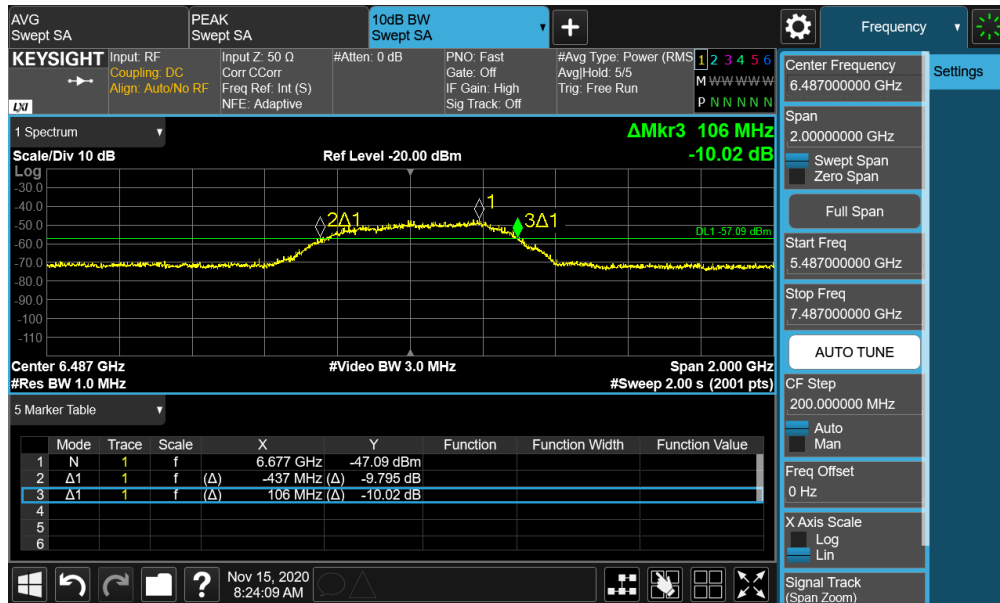 AVG
Swept SA
PEAK
Swept SA
10dB BW
Swept SA
Frequency
KEYSIGHT
LXI
Input: RF
Coupling: DC
Align: Auto/No RF
Input Z: 50 Ω
Corr CCorr
Freq Ref: Int (S)
NFE: Adaptive
#Atten: 0 dB
PNO: Fast
Gate: Off
IF Gain: High
Sig Track: Off
#Avg Type: Power (RMS
Avg|Hold: 5/5
Trig: Free Run
1 2 3 4 5 6
M W W W W W
P N N N N N
1 Spectrum
Scale/Div 10 dB
Ref Level -20.00 dBm
ΔMkr3 106 MHz
-10.02 dB
Log
-30.0
-40.0
-50.0
-60.0
-70.0
-80.0
-90.0
-100
-110
2Δ1
1
3Δ1
DL1 -57.09 dBm
Center 6.487 GHz
#Video BW 3.0 MHz
Span 2.000 GHz
#Res BW 1.0 MHz
#Sweep 2.00 s (2001 pts)
5 Marker Table
Mode Trace Scale X Y Function Function Width Function Value
1 N 1 f 6.677 GHz -47.09 dBm
2 Δ1 1 f (Δ) -437 MHz (Δ) -9.795 dB
3 Δ1 1 f (Δ) 106 MHz (Δ) -10.02 dB
4
5
6
?
Nov 15, 2020
8:24:09 AM
Center Frequency
6.487000000 GHz
Span
2.00000000 GHz
Swept Span
Zero Span
Full Span
Start Freq
5.487000000 GHz
Stop Freq
7.487000000 GHz
AUTO TUNE
CF Step
200.000000 MHz
Auto
Man
Freq Offset
0 Hz
X Axis Scale
Log
Lin
Signal Track
(Span Zoom)
Settings